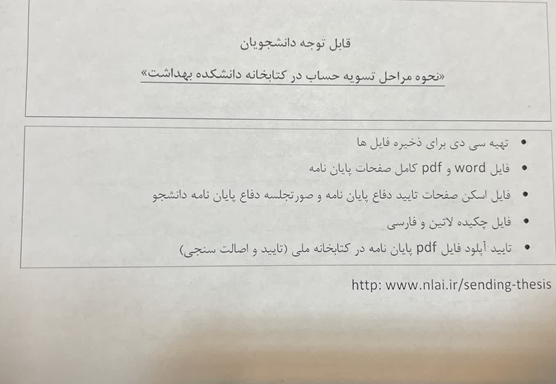 قابل توجه دانشجویان
«نحوه مراحل تسویه حساب در کتابخانه دانشکده بهداشت»
• تهیه سی دی برای ذخیره فایل ها
• فایل word و pdf کامل صفحات پایان نامه
• فایل اسکن صفحات تایید دفاع پایان نامه و صورتجلسه دفاع پایان نامه دانشجو
• فایل چکیده لاتین و فارسی
• تایید آپلود فایل pdf پایان نامه در کتابخانه ملی (تایید و اصالت سنجی)
http: www.nlai.ir/sending-thesis